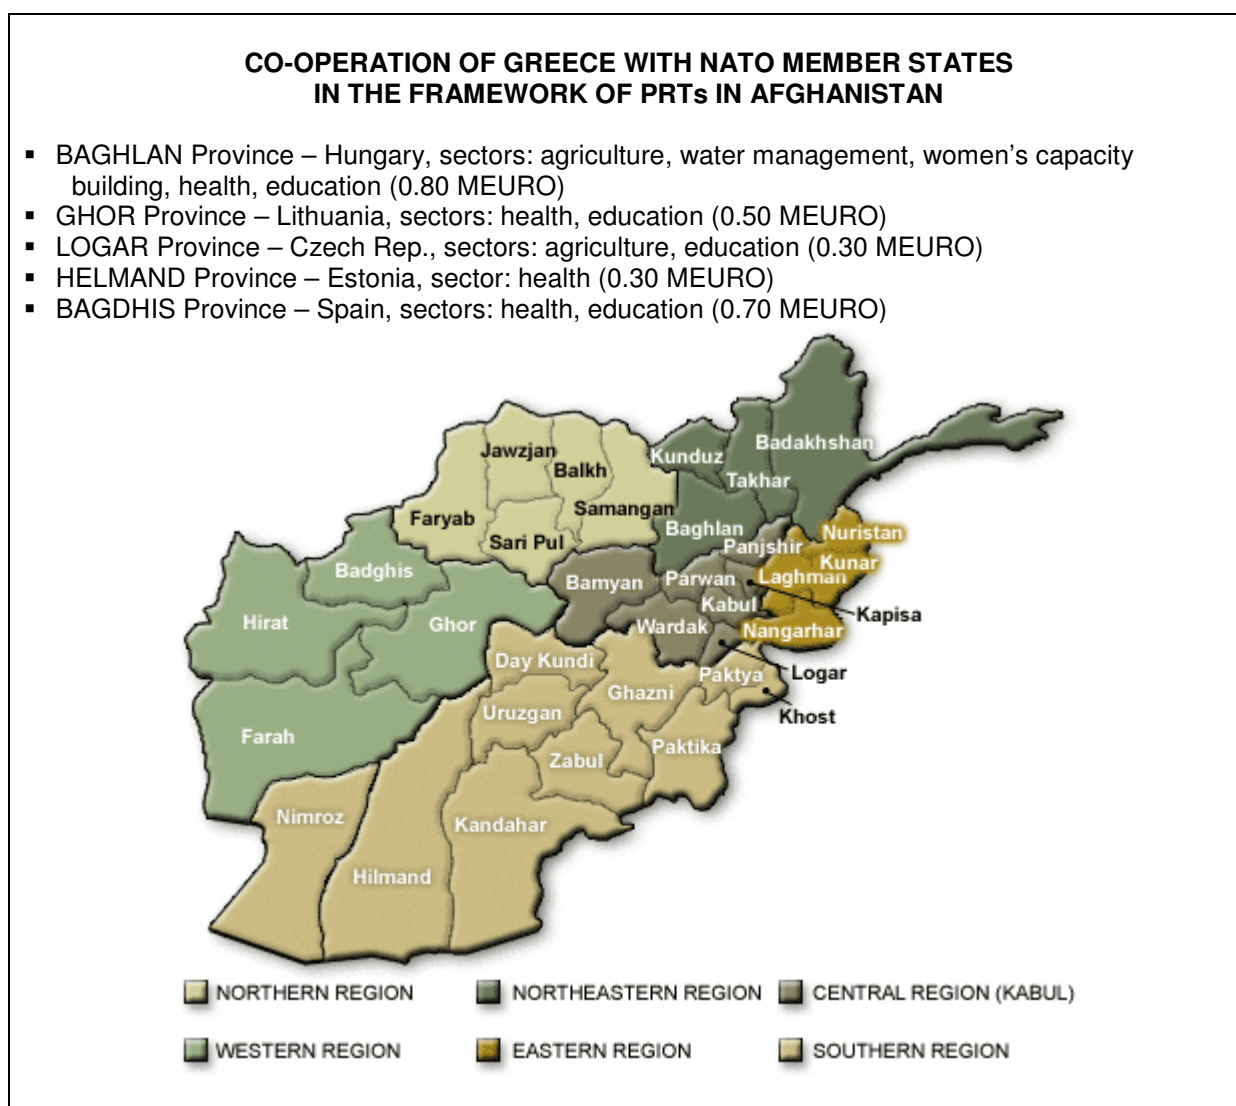 CO-OPERATION OF GREECE WITH NATO MEMBER STATES
IN THE FRAMEWORK OF PRTs IN AFGHANISTAN
▪ BAGHLAN Province – Hungary, sectors: agriculture, water management, women’s capacity
building, health, education (0.80 MEURO)
▪ GHOR Province – Lithuania, sectors: health, education (0.50 MEURO)
▪ LOGAR Province – Czech Rep., sectors: agriculture, education (0.30 MEURO)
▪ HELMAND Province – Estonia, sector: health (0.30 MEURO)
▪ BAGDHIS Province – Spain, sectors: health, education (0.70 MEURO)
Badakhshan
Kunduz
Jawzjan
Balkh
Takhar
Samangan
Faryab
Baghlan
Nuristan
Sari Pul
Panjshir
Kunar
Badghis
Bamyan
Parwan
Laghman
Kabul
Kapisa
Hirat
Ghor
Wardak
Nangarhar
Day Kundi
Logar
Paktya
Ghazni
Khost
Uruzgan
Farah
Paktika
Zabul
Nimroz
Kandahar
Hilmand
NORTHERN REGION
NORTHEASTERN REGION
CENTRAL REGION (KABUL)
WESTERN REGION
EASTERN REGION
SOUTHERN REGION